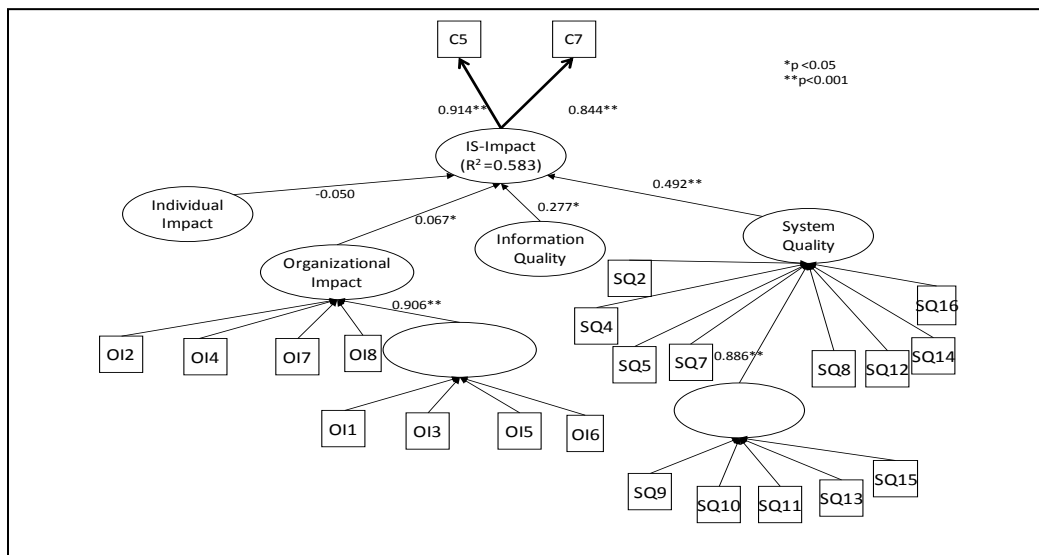 C5
C7
*p <0.05
**p<0.001
0.914**
0.844**
IS-Impact
(R² =0.583)
-0.050
0.492**
Individual
Impact
0.067*
0.277*
Information
Quality
System
Quality
Organizational
Impact
0.906**
SQ2
SQ4
SQ5
SQ7
0.886**
SQ8
SQ12
SQ14
SQ16
OI2
OI4
OI7
OI8
OI1
OI3
OI5
OI6
SQ9
SQ10
SQ11
SQ13
SQ15